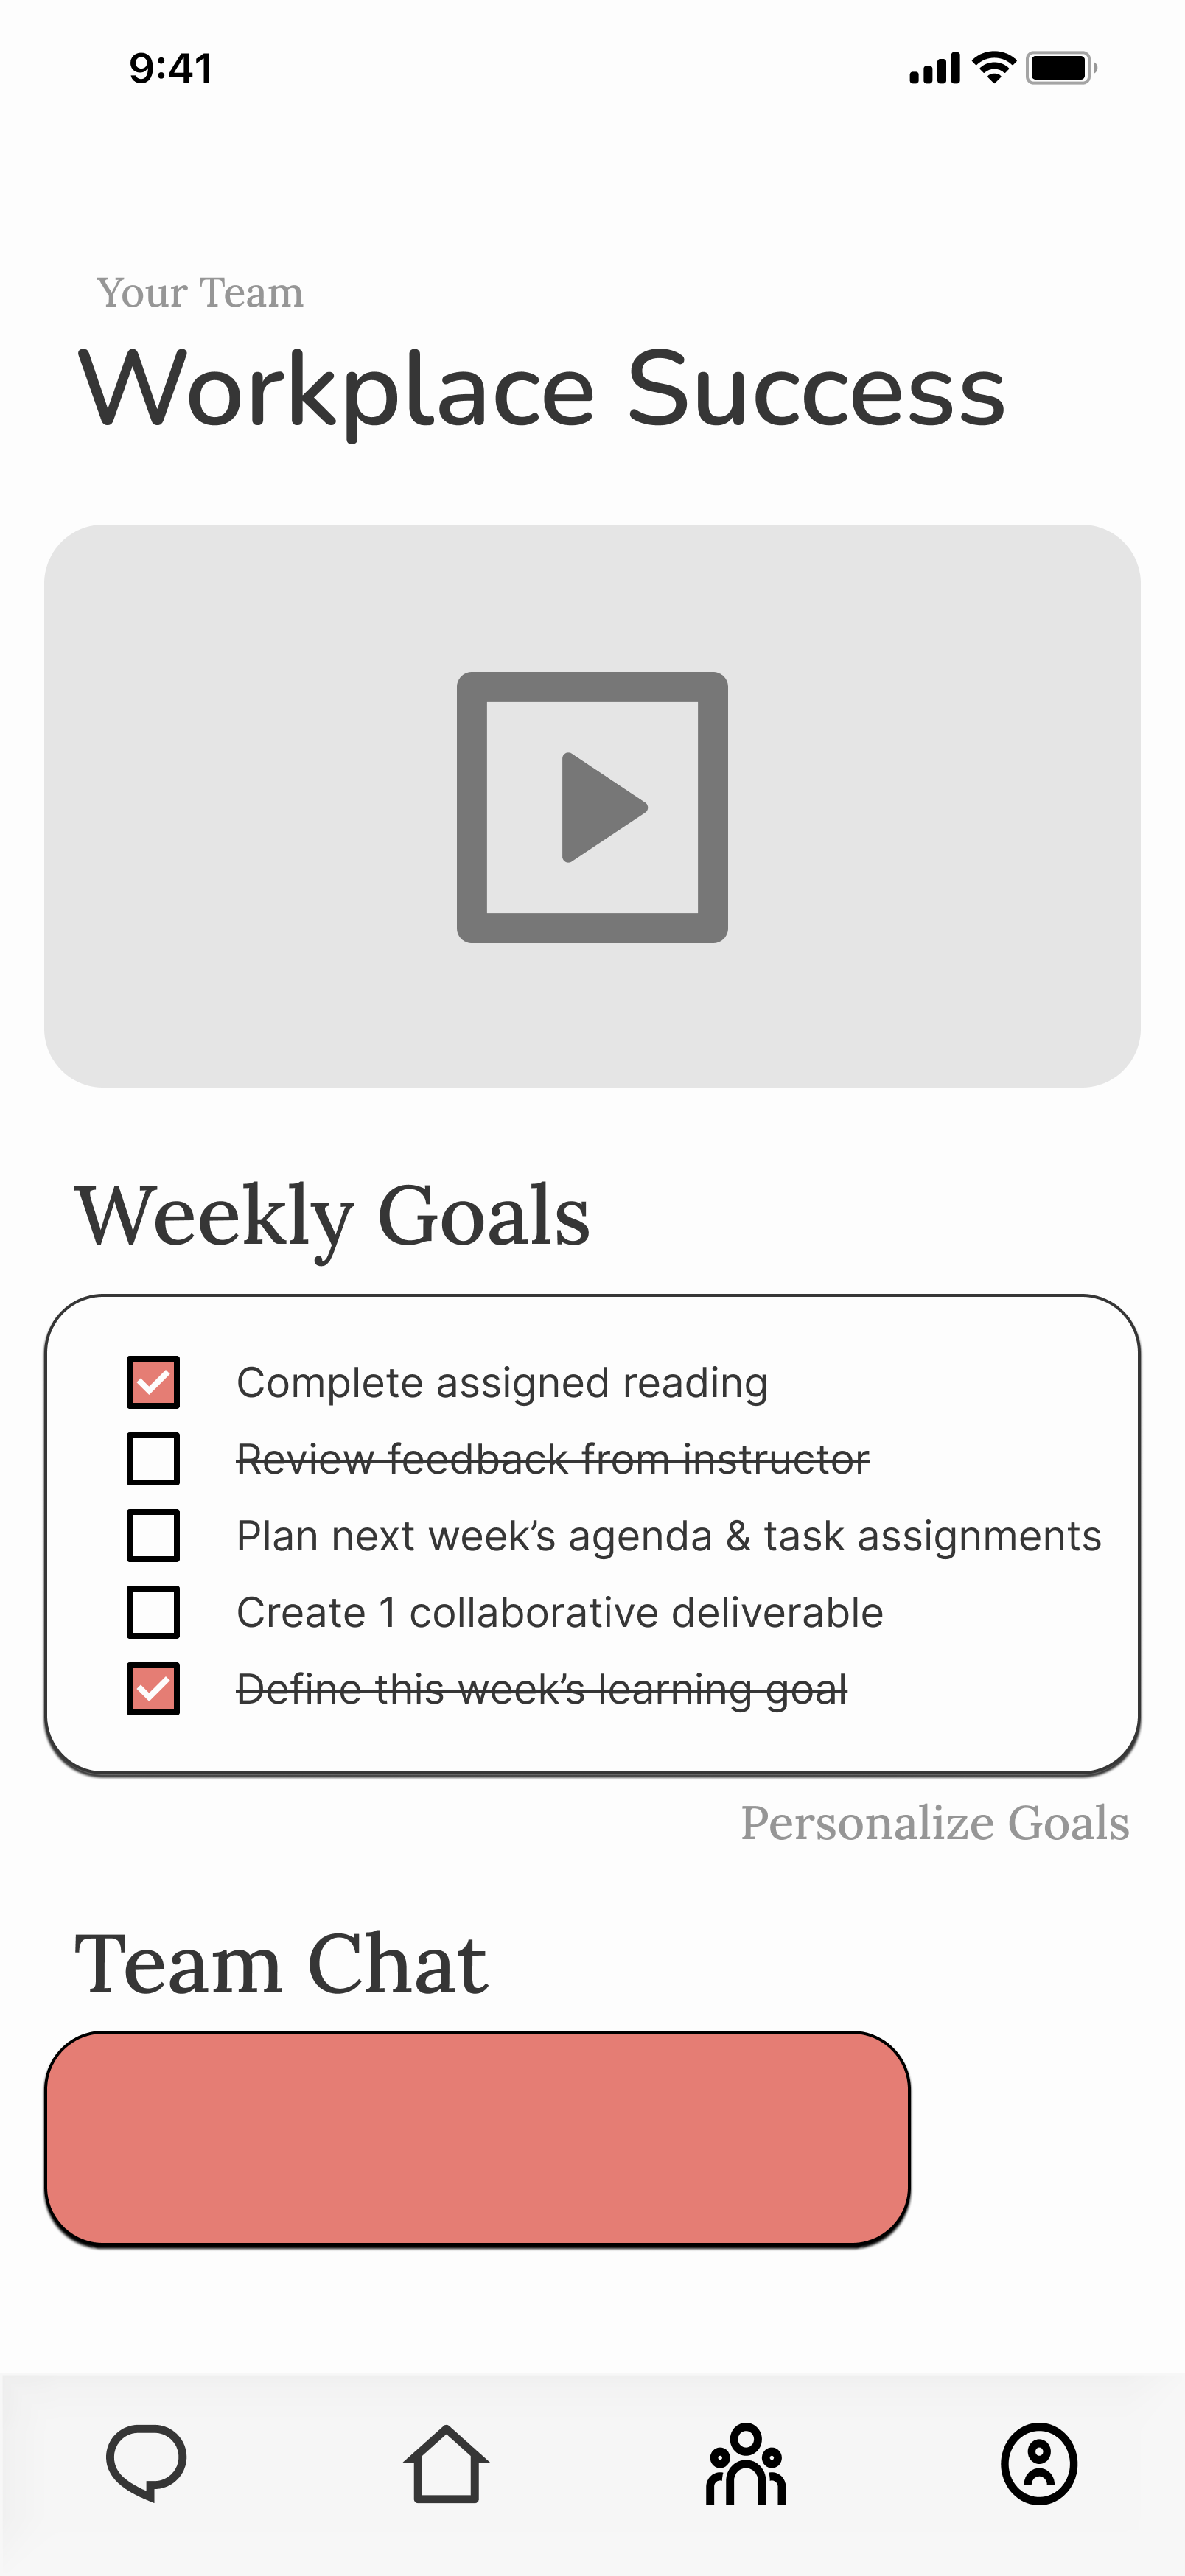 9:41
Your Team
Workplace Success
Weekly Goals
Complete assigned reading
Review feedback from instructor
Plan next week’s agenda & task assignments
Create 1 collaborative deliverable
Define this week’s learning goal
Personalize Goals
Team Chat